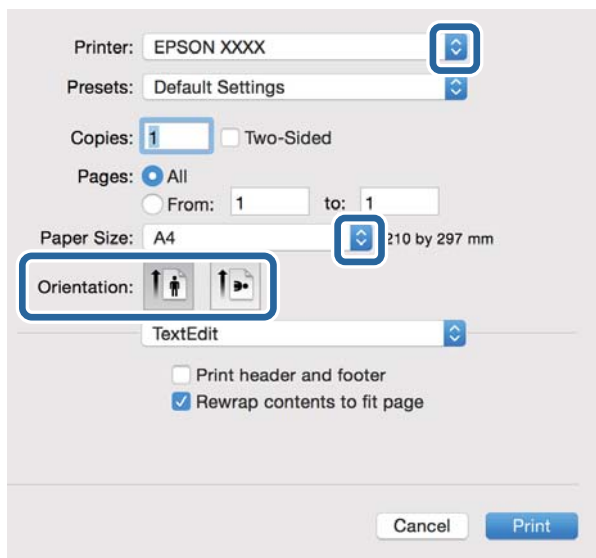 Printer: EPSON XXXX
Presets: Default Settings
Copies: 1 Two-Sided
Pages: All
From: 1 to: 1
Paper Size: A4 210 by 297 mm
Orientation:
TextEdit
Print header and footer
Rewrap contents to fit page
Cancel Print